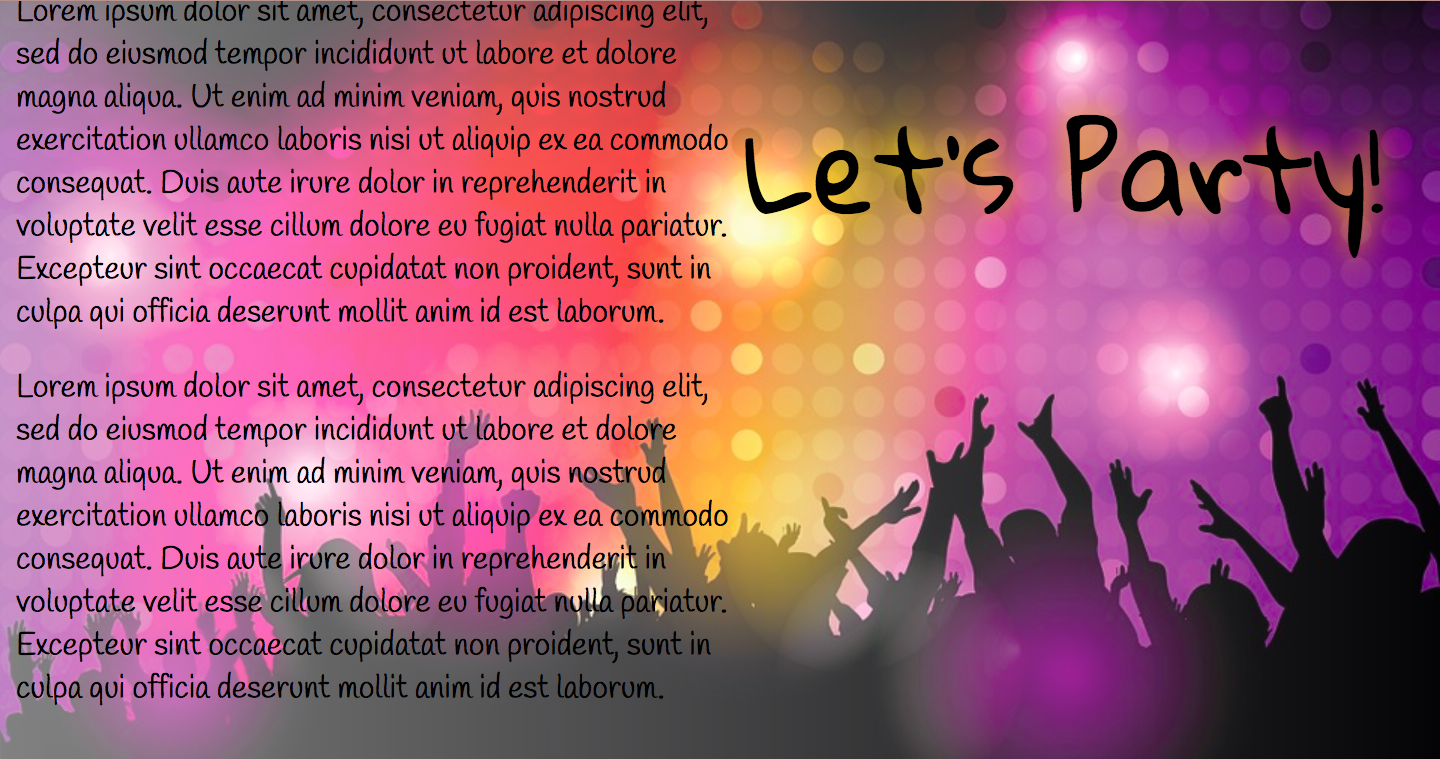 Lorem ipsum dolor sit amet, consectetur adipiscing elit,
sed do eiusmod tempor incididunt ut labore et dolore
magna aliqua. Ut enim ad minim veniam, quis nostrud
exercitation ullamco laboris nisi ut aliquip ex ea commodo
consequat. Duis aute irure dolor in reprehenderit in
voluptate velit esse cillum dolore eu fugiat nulla pariatur.
Excepteur sint occaecat cupidatat non proident, sunt in
culpa qui officia deserunt mollit anim id est laborum.
Lorem ipsum dolor sit amet, consectetur adipiscing elit,
sed do eiusmod tempor incididunt ut labore et dolore
magna aliqua. Ut enim ad minim veniam, quis nostrud
exercitation ullamco laboris nisi ut aliquip ex ea commodo
consequat. Duis aute irure dolor in reprehenderit in
voluptate velit esse cillum dolore eu fugiat nulla pariatur.
Excepteur sint occaecat cupidatat non proident, sunt in
culpa qui officia deserunt mollit anim id est laborum.
Let's Party!